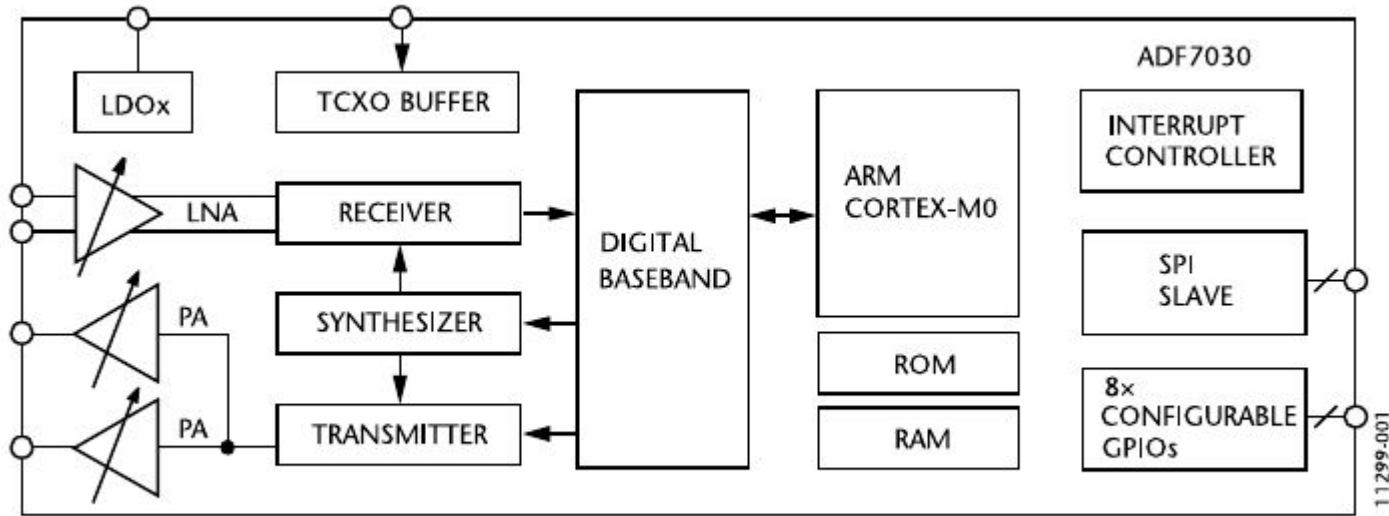 ADF7030
LDOx
TCXO BUFFER
INTERRUPT
CONTROLLER
ARM
CORTEX-M0
LNA
RECEIVER
DIGITAL
BASEBAND
SPI
SLAVE
PA
SYNTHESIZER
ROM
8×
CONFIGURABLE
GPIOs
PA
TRANSMITTER
RAM
11299-001